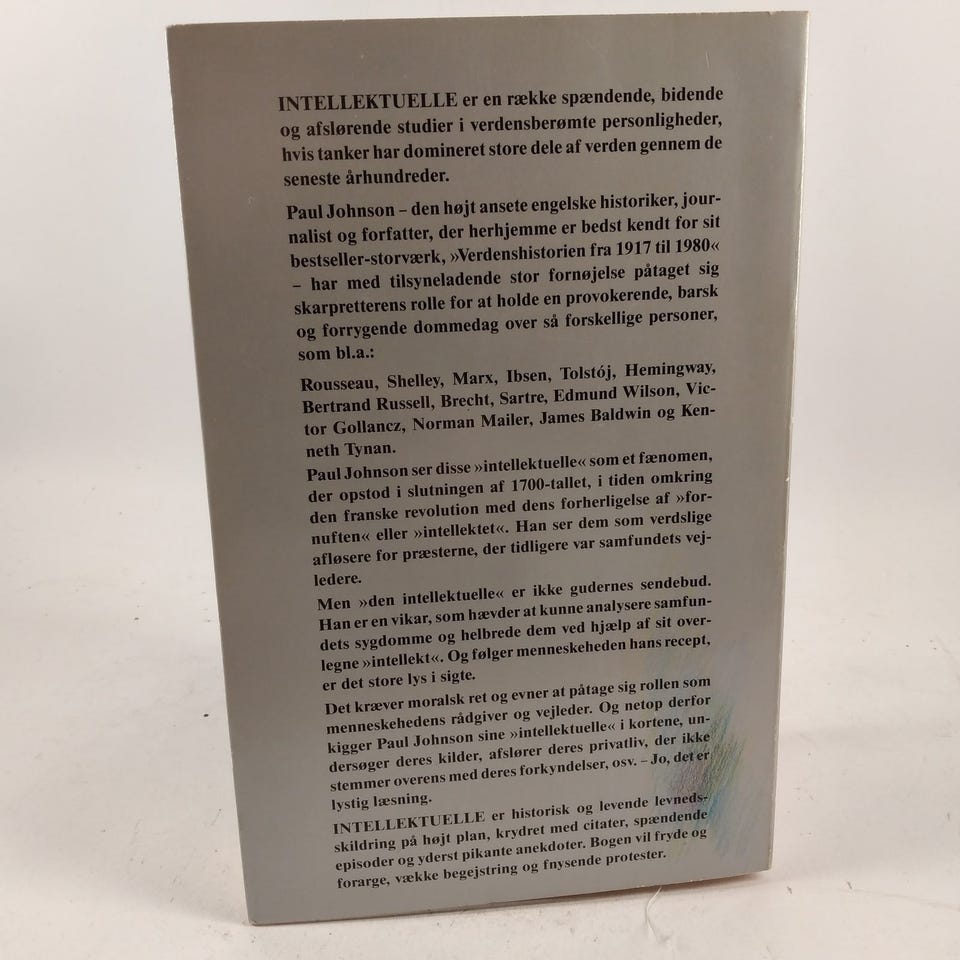 INTELLEKTUELLE er en række spændende, bidende
og afslørende studier i verdensberømte personligheder,
hvis tanker har domineret store dele af verden gennem de
seneste århundreder.
Paul Johnson – den højt ansete engelske historiker, jour-
nalist og forfatter, der herhjemme er bedst kendt for sit
bestseller-storværk, »Verdenshistorien fra 1917 til 1980«
– har med tilsyneladende stor fornøjelse påtaget sig
skarpretterens rolle for at holde en provokerende, barsk
og forrygende dommedag over så forskellige personer,
som bl.a.:
Rousseau, Shelley, Marx, Ibsen, Tolstój, Hemingway,
Bertrand Russell, Brecht, Sartre, Edmund Wilson, Vic-
tor Gollancz, Norman Mailer, James Baldwin og Ken-
neth Tynan.
Paul Johnson ser disse »intellektuelle« som et fænomen,
der opstod i slutningen af 1700-tallet, i tiden omkring
den franske revolution med dens forherligelse af »for-
nuften« eller »intellektet«. Han ser dem som verdslige
afløsere for præsterne, der tidligere var samfundets vej-
ledere.
Men »den intellektuelle« er ikke gudernes sendebud.
Han er en vikar, som hævder at kunne analysere samfun-
dets sygdomme og helbrede dem ved hjælp af sit over-
legne »intellekt«. Og følger menneskeheden hans recept,
er det store lys i sigte.
Det kræver moralsk ret og evner at påtage sig rollen som
menneskehedens rådgiver og vejleder. Og netop derfor
kigger Paul Johnson sine »intellektuelle« i kortene, un-
dersøger deres kilder, afslører deres privatliv, der ikke
stemmer overens med deres forkyndelser, osv. – Jo, det er
lystig læsning.
INTELLEKTUELLE er historisk og levende levneds-
skildring på højt plan, krydret med citater, spændende
episoder og yderst pikante anekdoter. Bogen vil fryde og
forarge, vække begejstring og fnysende protester.